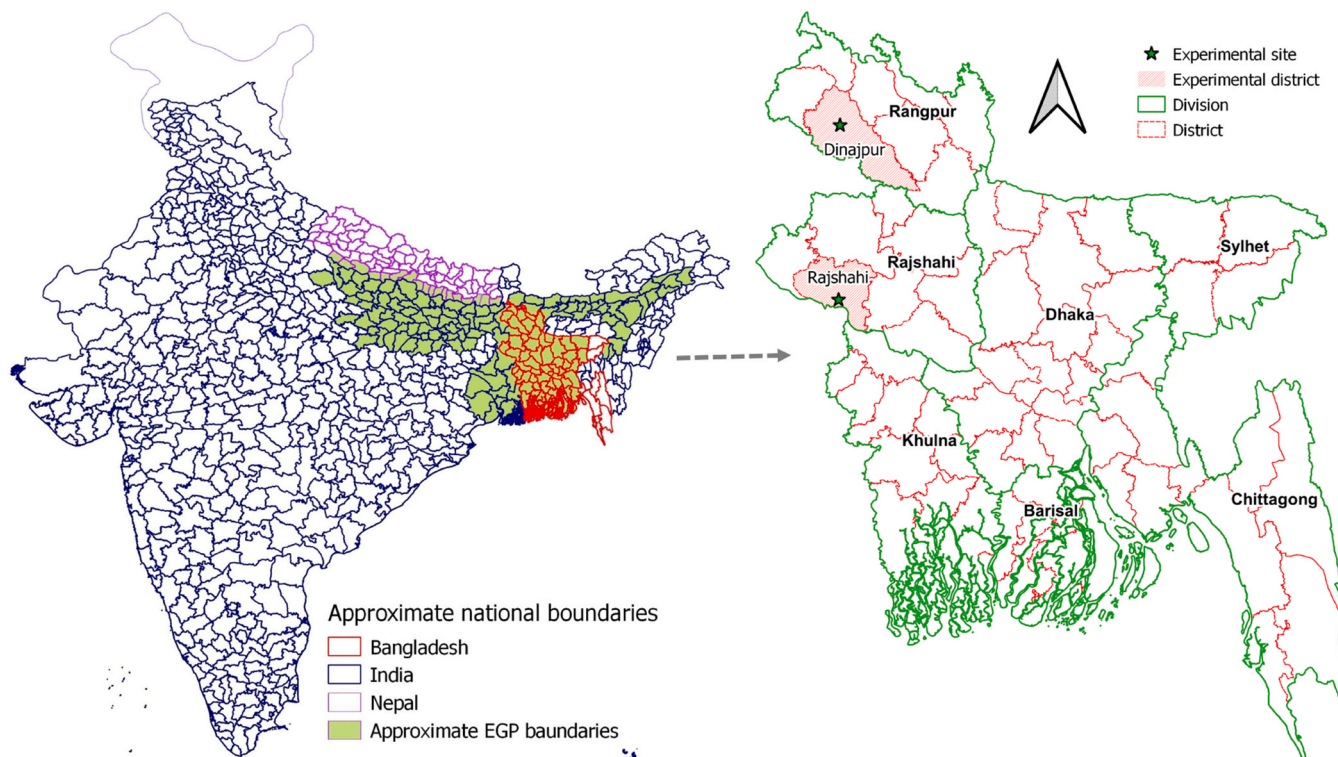 Approximate national boundaries
Bangladesh
India
Nepal
Approximate EGP baundaries
Experimental site
Experimental district
Division
District
Rangpur
Dinajpur
Rajshahi
Rajshahi
Sylhet
Dhaka
Khulna
Barisal
Chittagong